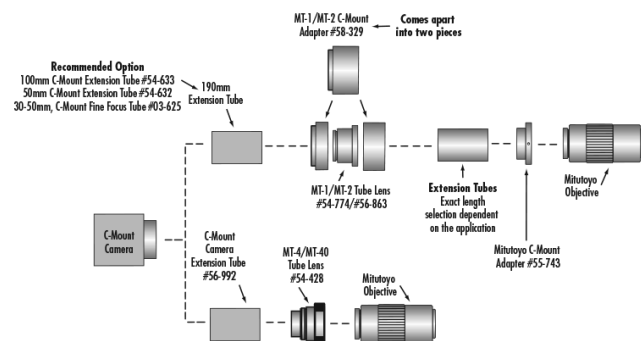 MT-1/MT-2 C-Mount
Adapter #58-329
Comes apart
into two pieces
Recommended Option
100mm C-Mount Extension Tube #54-633
50mm C-Mount Extension Tube #54-632
30-50mm, C-Mount Fine Focus Tube #03-625
190mm
Extension Tube
MT-1/MT-2 Tube Lens
#54-774/#56-863
Extension Tubes
Exact length
selection dependent
on the application
Mitutoyo
Objective
Mitutoyo C-Mount
Adapter #55-743
C-Mount
Camera
C-Mount
Camera
Extension Tube
#56-992
MT-4/MT-40
Tube Lens
#54-428
Mitutoyo
Objective